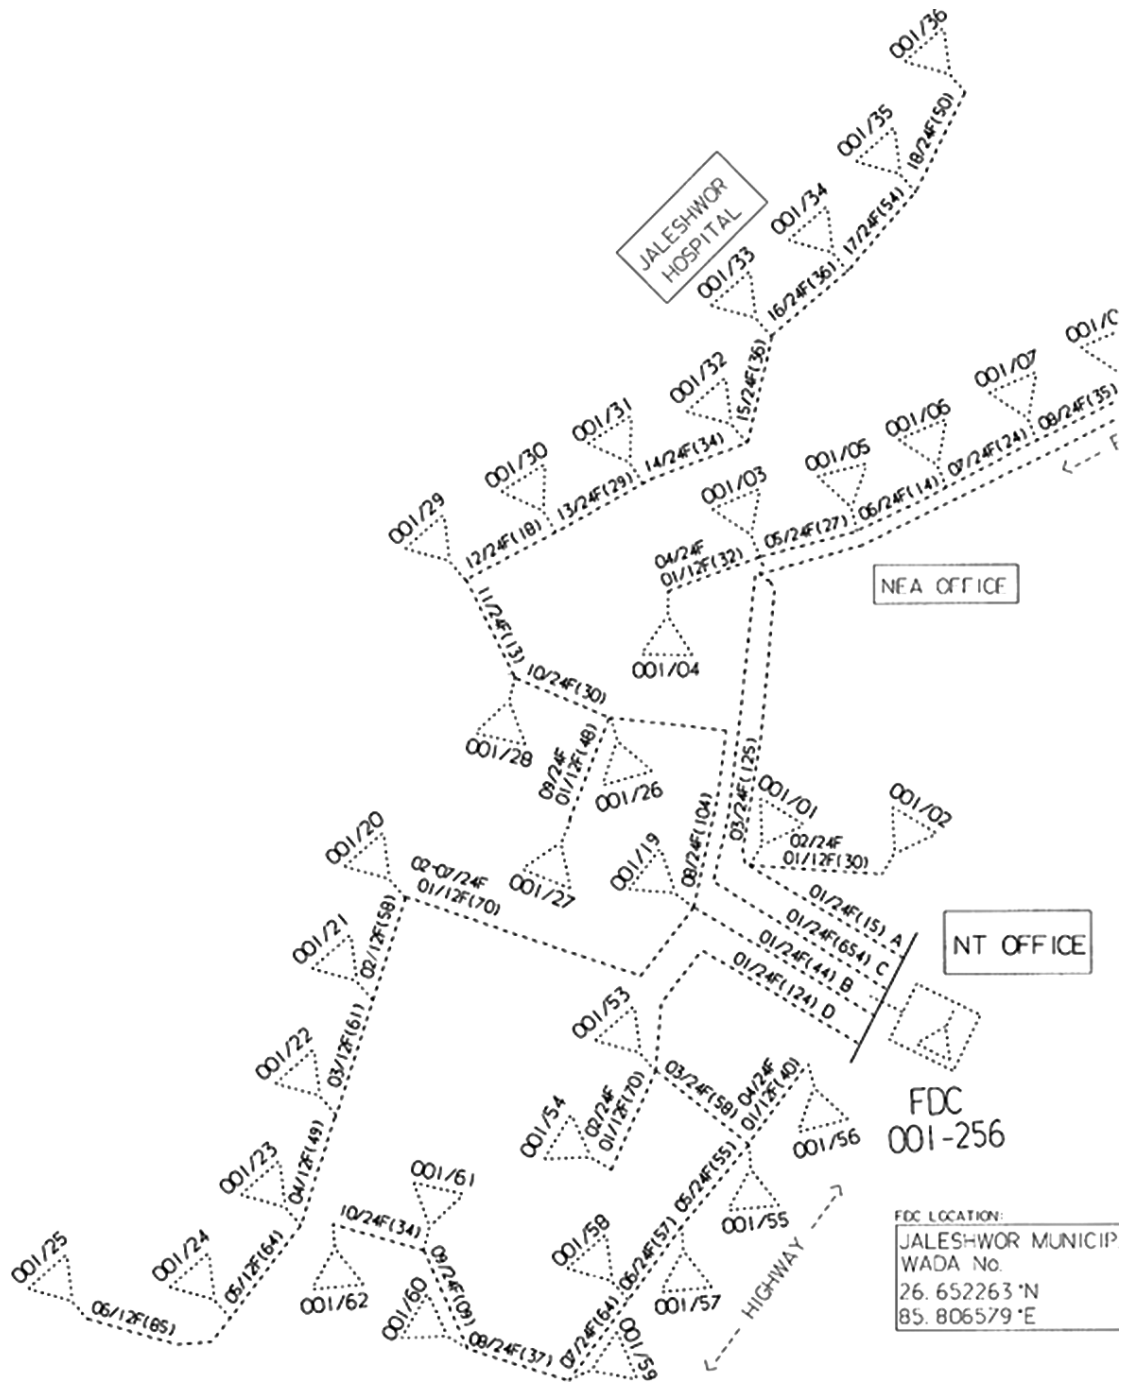 001/36
001/35
18/24F(50)
JALESHWOR
HOSPITAL
001/34
17/24F(54)
001/33
16/24F(36)
001/32
15/24F(36)
001/07
08/24F(35)
001/31
14/24F(34)
001/06
07/24F(24)
001/30
13/24F(29)
001/05
06/24F(14)
001/03
05/24F(27)
001/29
12/24F(18)
04/24F
01/12F(32)
NEA OFFICE
11/24F(13)
001/04
10/24F(30)
001/28
09/24F
01/12F(48)
001/26
03/24F(125)
001/01
001/02
02/24F
01/12F(30)
08/24F(104)
001/20
001/19
02-07/24F
01/12F(70)
001/27
01/24F(15) A
01/24F(654) C
01/24F(44) B
01/24F(124) D
NT OFFICE
001/21
02/12F(58)
001/53
001/22
03/12F(61)
03/24F(58)
04/24F
01/12F(40)
02/24F
01/12F(70)
001/54
001/56
FDC
001-256
001/23
04/12F(49)
001/61
05/24F(55)
001/55
10/24F(34)
001/58
06/24F(57)
001/25
001/24
05/12F(64)
09/24F(09)
001/62
001/60
001/57
HIGHWAY
06/12F(85)
08/24F(37)
07/24F(64)
001/59
FDC LOCATION:
JALESHWOR MUNICIP
WADA No.
26. 652263 °N
85. 806579 °E